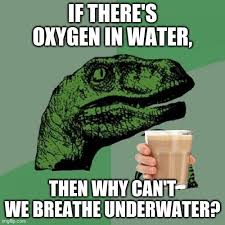 IF THERE'S
OXYGEN IN WATER,
THEN WHY CAN'T
WE BREATHE UNDERWATER?
imgflip.com